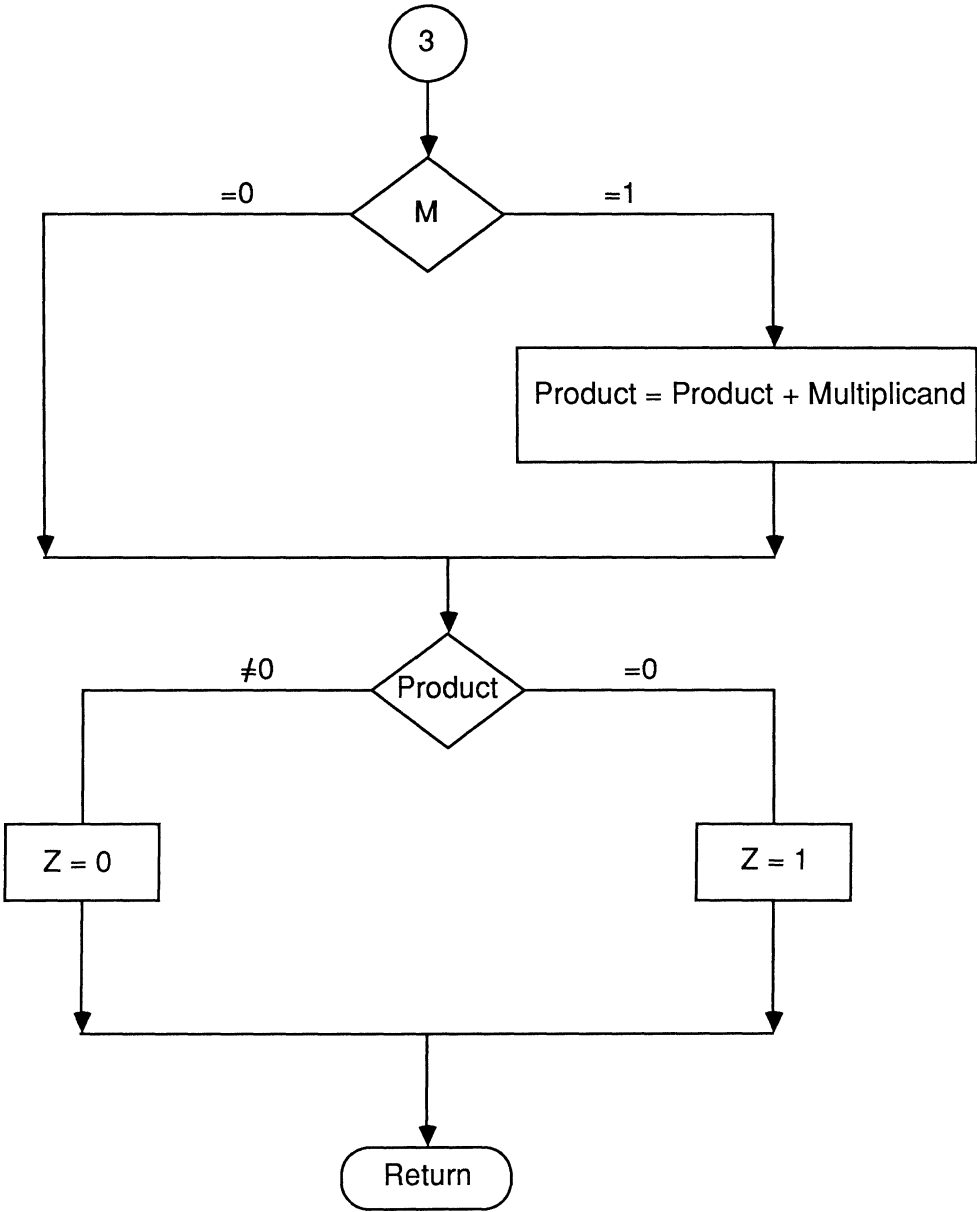 3
=0
M
=1
Product = Product + Multiplicand
≠0
Product
=0
Z = 0
Z = 1
Return